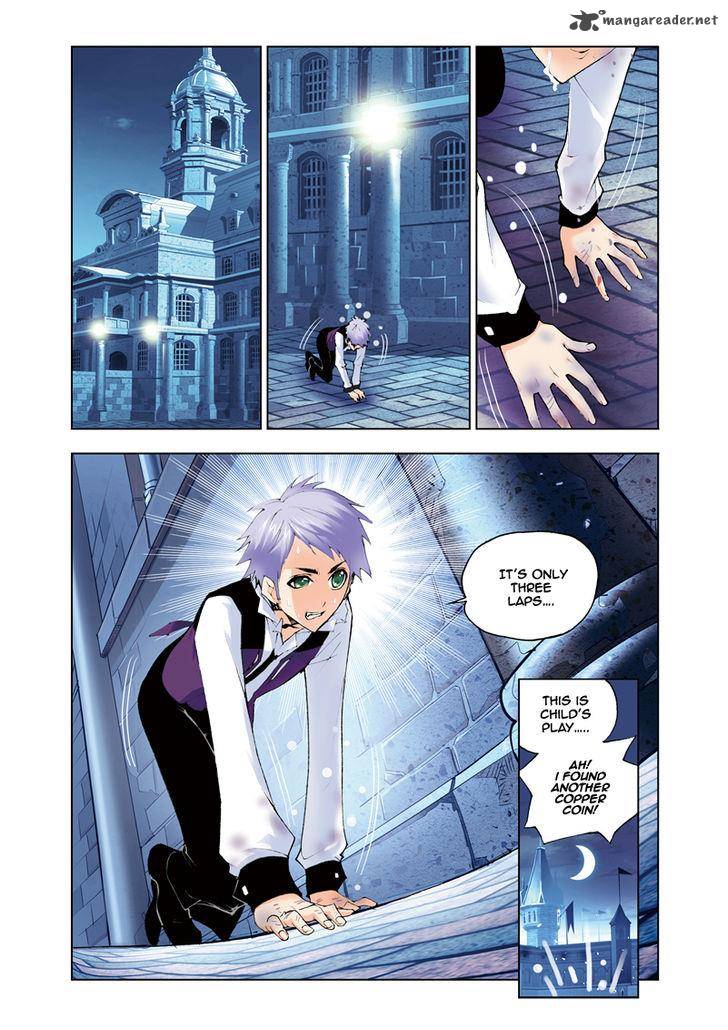 mangareader.net
IT'S ONLY
THREE
LAPS....
THIS IS
CHILD'S
PLAY.....
AH!
I FOUND
ANOTHER
COPPER
COIN!